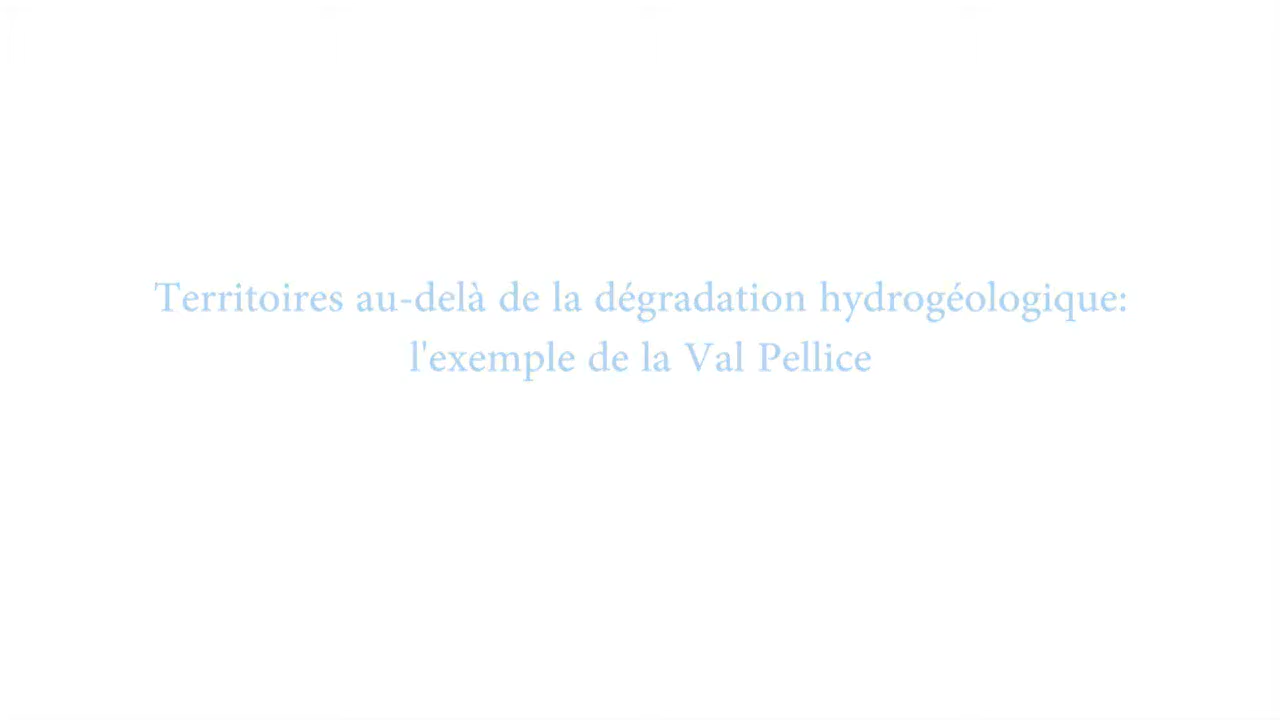 Territoires au-delà de la dégradation hydrogéologique:
l'exemple de la Val Pellice